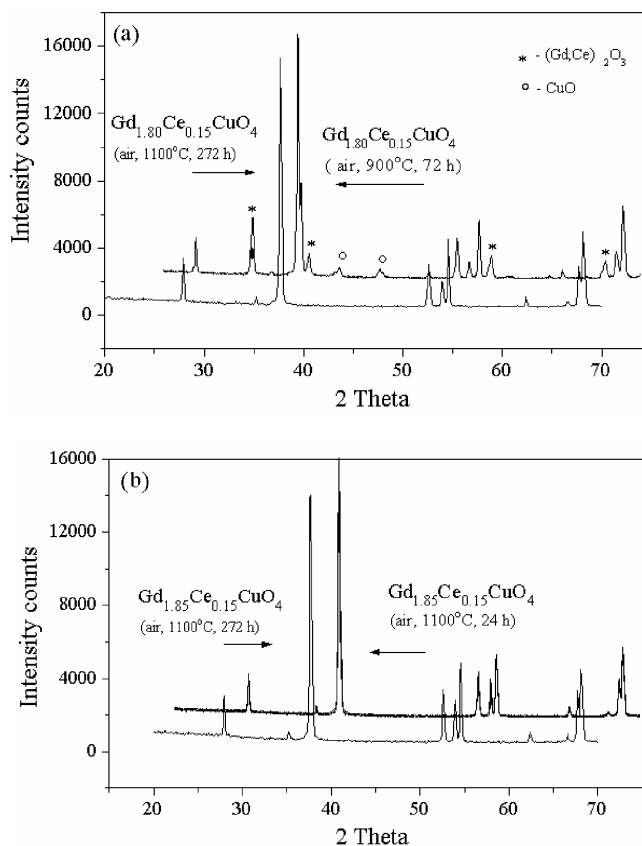 (a)
* - (Gd,Ce)₂O₃
o - CuO
Gd₁.₈₀Ce₀.₁₅CuO₄
(air, 1100°C, 272 h)
Gd₁.₈₀Ce₀.₁₅CuO₄
( air, 900°C, 72 h)
*
*
o
o
*
*
16000
12000
8000
4000
0
Intensity counts
20 30 40 50 60 70
2 Theta
(b)
Gd₁.₈₅Ce₀.₁₅CuO₄
(air, 1100°C, 272 h)
Gd₁.₈₅Ce₀.₁₅CuO₄
(air, 1100°C, 24 h)
16000
12000
8000
4000
0
Intensity counts
20 30 40 50 60 70
2 Theta